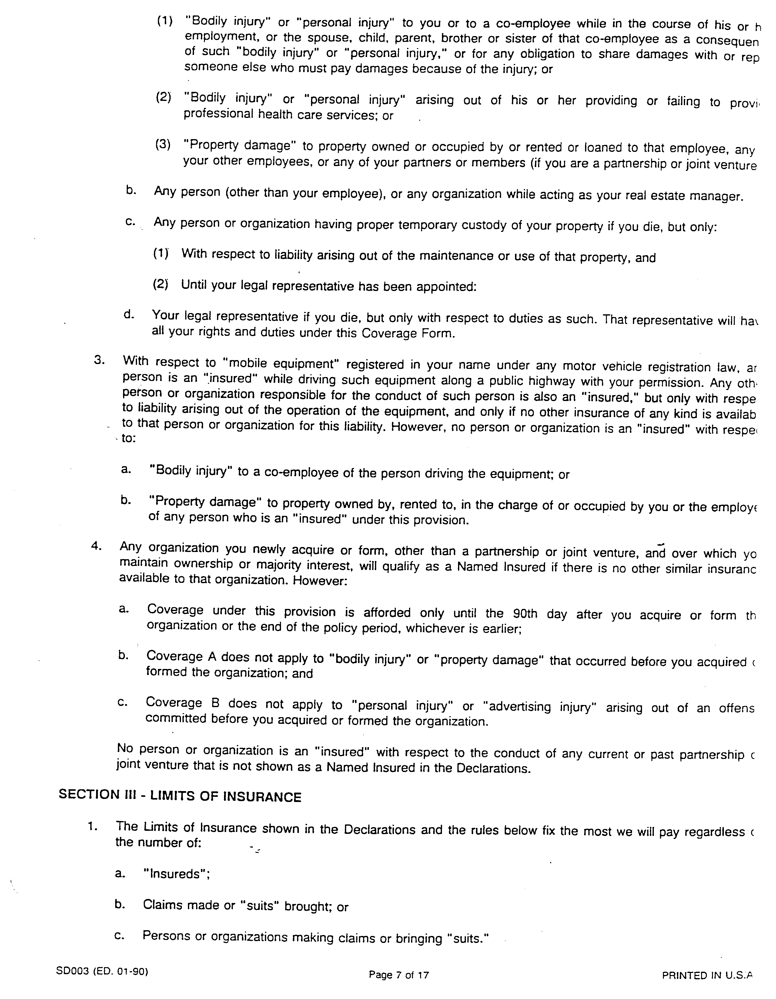 (1) "Bodily injury" or "personal injury" to you or to a co-employee while in the course of his or
employment, or the spouse, child, parent, brother or sister of that co-employee as a
of such "bodily injury" or "personal injury," or for any obligation to share damages with or
someone else who must pay damages because of the injury; or
(2) "Bodily injury" or "personal injury" arising out of his or her providing or failing to
professional health care services; or
(3) "Property damage" to property owned or occupied by or rented or loaned to that employee, any
your other employees, or any of your partners or members (if you are a partnership or joint venture
b. Any person (other than your employee), or any organization while acting as your real estate manager.
c. Any person or organization having proper temporary custody of your property if you die, but only:
(1) With respect to liability arising out of the maintenance or use of that property, and
(2) Until your legal representative has been appointed:
d. Your legal representative if you die, but only with respect to duties as such. That representative will
all your rights and duties under this Coverage Form.
3. With respect to "mobile equipment" registered in your name under any motor vehicle registration law,
person is an "insured" while driving such equipment along a public highway with your permission. Any
person or organization responsible for the conduct of such person is also an "insured," but only with
to liability arising out of the operation of the equipment, and only if no other insurance of any kind is
to that person or organization for this liability. However, no person or organization is an "insured" with
to:
a. "Bodily injury" to a co-employee of the person driving the equipment; or
b. "Property damage" to property owned by, rented to, in the charge of or occupied by you or the
of any person who is an "insured" under this provision.
4. Any organization you newly acquire or form, other than a partnership or joint venture, and over which
maintain ownership or majority interest, will qualify as a Named Insured if there is no other similar
available to that organization. However:
a. Coverage under this provision is afforded only until the 90th day after you acquire or form
organization or the end of the policy period, whichever is earlier;
b. Coverage A does not apply to "bodily injury" or "property damage" that occurred before you acquired
formed the organization; and
c. Coverage B does not apply to "personal injury" or "advertising injury" arising out of an
committed before you acquired or formed the organization.
No person or organization is an "insured" with respect to the conduct of any current or past partnership
joint venture that is not shown as a Named Insured in the Declarations.
SECTION III - LIMITS OF INSURANCE
1. The Limits of Insurance shown in the Declarations and the rules below fix the most we will pay regardless
the number of:
a. "Insureds";
b. Claims made or "suits" brought; or
c. Persons or organizations making claims or bringing "suits."
SD003 (ED. 01-90)
Page 7 of 17
PRINTED IN U.S.A